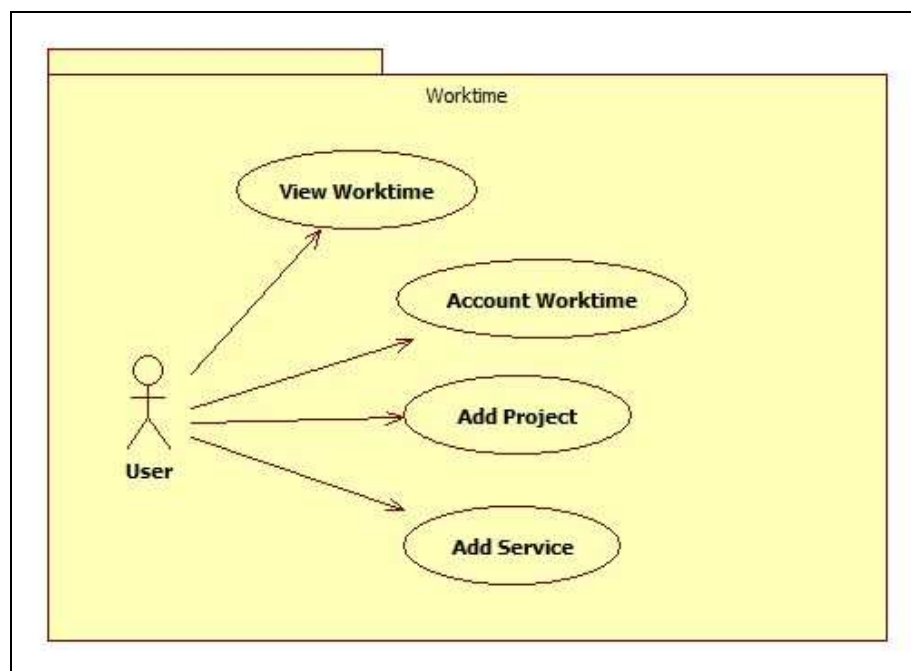 Worktime
View Worktime
Account Worktime
Add Project
User
Add Service